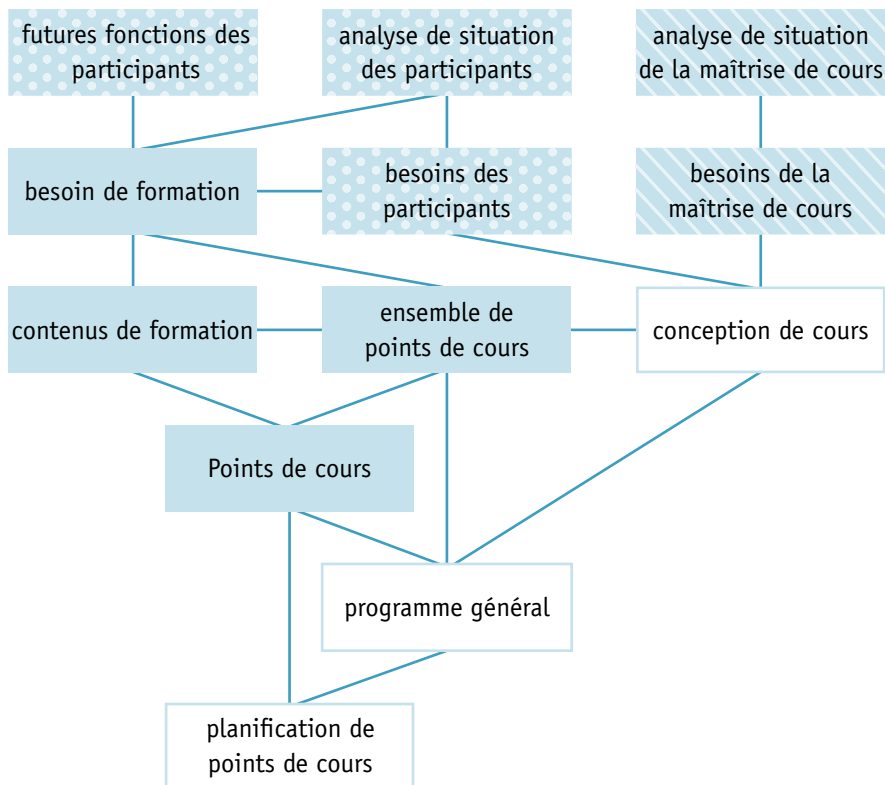 futures fonctions des
participants
analyse de situation
des participants
analyse de situation
de la maîtrise de cours
besoin de formation
besoins des
participants
besoins de la
maîtrise de cours
contenus de formation
ensemble de
points de cours
conception de cours
Points de cours
programme général
planification de
points de cours